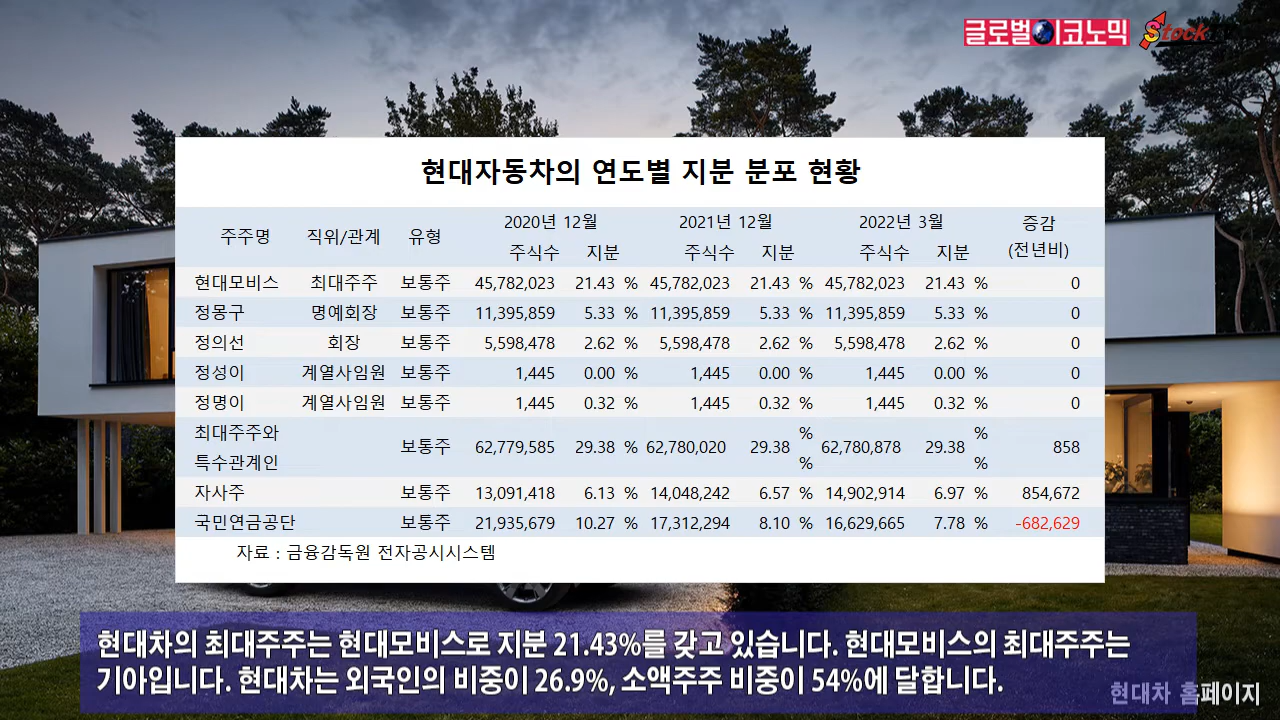 글로벌이코노믹 Stock
현대자동차의 연도별 지분 분포 현황
주주명 직위/관계 유형 2020년 12월 2021년 12월 2022년 3월 증감 (전년비)
주식수 지분 주식수 지분 주식수 지분
현대모비스 최대주주 보통주 45,782,023 21.43 % 45,782,023 21.43 % 45,782,023 21.43 % 0
정몽구 명예회장 보통주 11,395,859 5.33 % 11,395,859 5.33 % 11,395,859 5.33 % 0
정의선 회장 보통주 5,598,478 2.62 % 5,598,478 2.62 % 5,598,478 2.62 % 0
정성이 계열사임원 보통주 1,445 0.00 % 1,445 0.00 % 1,445 0.00 % 0
정명이 계열사임원 보통주 1,445 0.32 % 1,445 0.32 % 1,445 0.32 % 0
최대주주와 % %
특수관계인 보통주 62,779,585 29.38 % 62,780,020 29.38 % 62,780,878 29.38 % 858
자사주 보통주 13,091,418 6.13 % 14,048,242 6.57 % 14,902,914 6.97 % 854,672
국민연금공단 보통주 21,935,679 10.27 % 17,312,294 8.10 % 16,629,665 7.78 % -682,629
자료 : 금융감독원 전자공시시스템
현대차의 최대주주는 현대모비스로 지분 21.43%를 갖고 있습니다. 현대모비스의 최대주주는
기아입니다. 현대차는 외국인의 비중이 26.9%, 소액주주 비중이 54%에 달합니다.
현대차 홈페이지